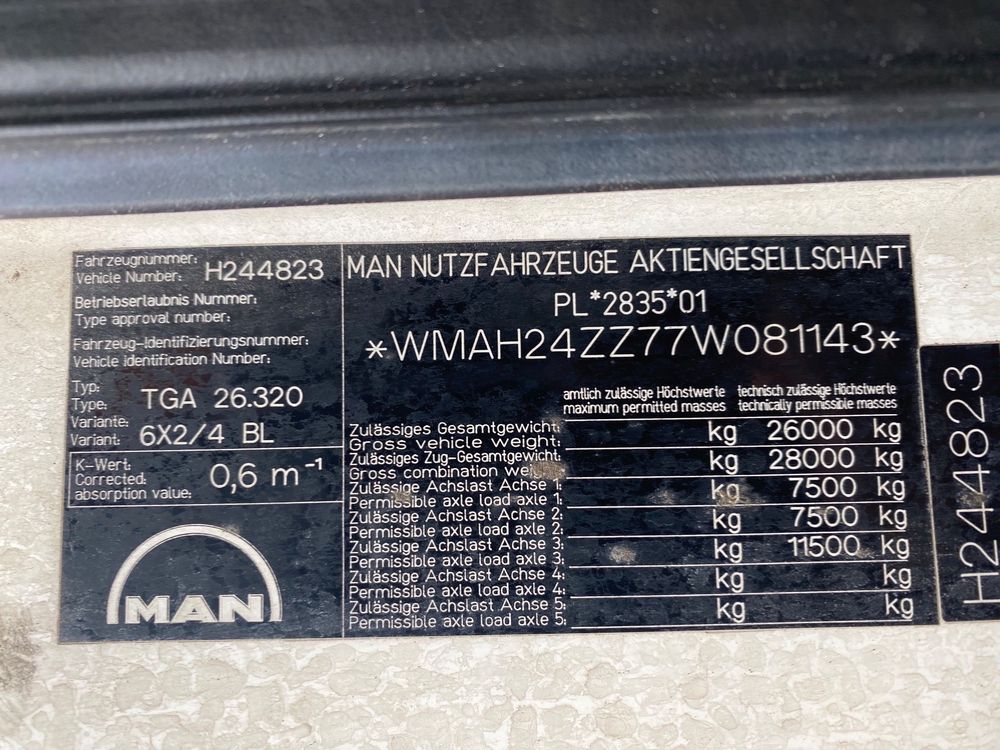 Fahrzeugnummer:
Vehicle Number: H244823
Betriebserlaubnis Nummer:
Type approval number:
Fahrzeug-Identifizierungsnummer:
Vehicle identification Number:
Typ:
Type: TGA 26.320
Variante:
Variant: 6X2/4 BL
K-Wert:
Corrected
absorption value: 0,6 m⁻¹
MAN
MAN NUTZFAHRZEUGE AKTIENGESELLSCHAFT
PL*2835*01
*WMAH24ZZ77W081143*
amtlich zulässige Höchstwerte technisch zulässige Höchstwerte
maximum permitted masses technically permissible masses
Zulässiges Gesamtgewicht:
Gross vehicle weight: kg 26000 kg
Zulässiges Zug-Gesamtgewicht:
Gross combination kg 28000 kg
Zulässige Achslast Achse 1:
Permissible axle load axle 1: kg 7500 kg
Zulässige Achslast Achse 2:
Permissible axle load axle 2: kg 7500 kg
Zulässige Achslast Achse 3:
Permissible axle load axle 3: kg 11500 kg
Zulässige Achslast Achse 4:
Permissible axle load axle 4: kg kg
Zulässige Achslast Achse 5:
Permissible axle load axle 5: kg kg
H244823